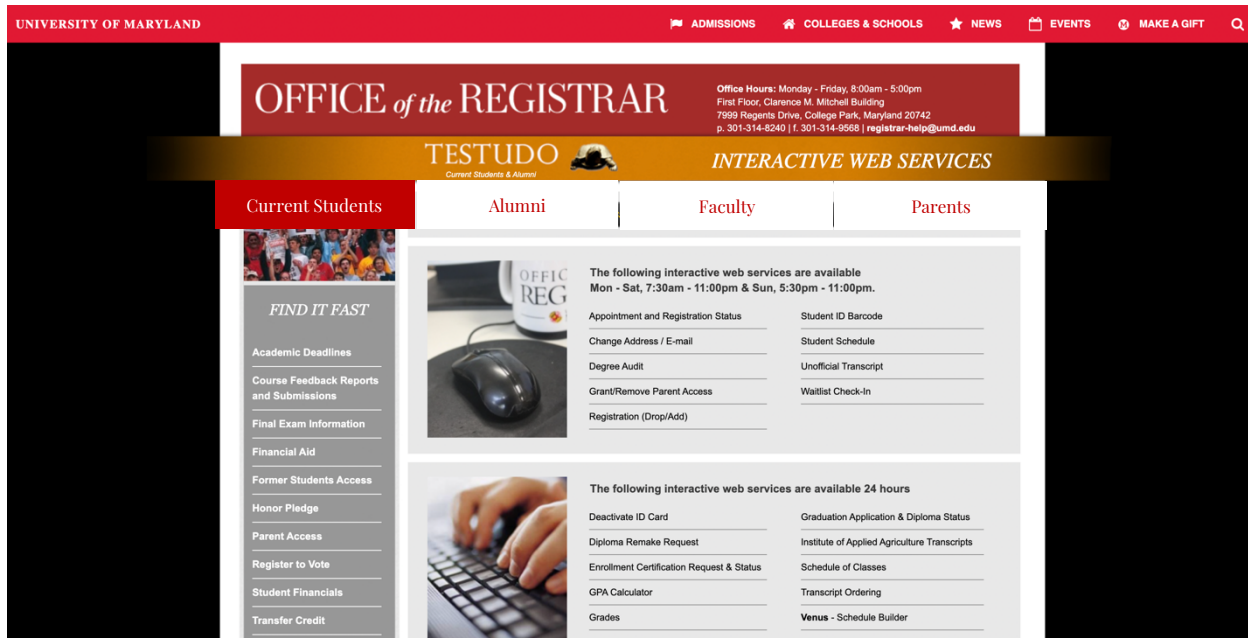 UNIVERSITY OF MARYLAND
ADMISSIONS
COLLEGES & SCHOOLS
NEWS
EVENTS
MAKE A GIFT
OFFICE of the REGISTRAR
Office Hours: Monday - Friday, 8:00am - 5:00pm
First Floor, Clarence M. Mitchell Building
7999 Regents Drive, College Park, Maryland 20742
p. 301-314-8240 | f. 301-314-9568 | registrar-help@umd.edu
TESTUDO
Current Students & Alumni
INTERACTIVE WEB SERVICES
Current Students
Alumni
Faculty
Parents
FIND IT FAST
Academic Deadlines
Course Feedback Reports
and Submissions
Final Exam Information
Financial Aid
Former Students Access
Honor Pledge
Parent Access
Register to Vote
Student Financials
Transfer Credit
OFFIC
REG
The following interactive web services are available
Mon - Sat, 7:30am - 11:00pm & Sun, 5:30pm - 11:00pm.
Appointment and Registration Status
Change Address / E-mail
Degree Audit
Grant/Remove Parent Access
Registration (Drop/Add)
Student ID Barcode
Student Schedule
Unofficial Transcript
Waitlist Check-In
The following interactive web services are available 24 hours
Deactivate ID Card
Diploma Remake Request
Enrollment Certification Request & Status
GPA Calculator
Grades
Graduation Application & Diploma Status
Institute of Applied Agriculture Transcripts
Schedule of Classes
Transcript Ordering
Venus - Schedule Builder